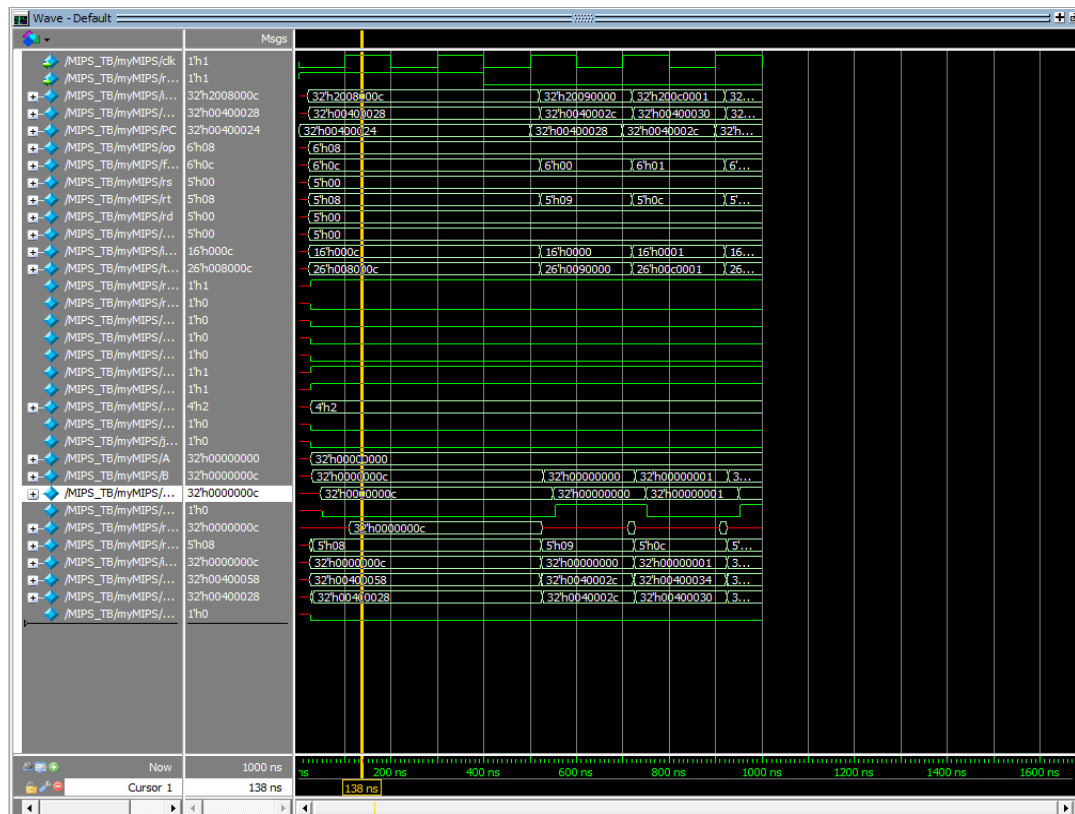 Wave - Default
Msgs
/MIPS_TB/myMIPS/clk 1'h1
/MIPS_TB/myMIPS/r... 1'h1
/MIPS_TB/myMIPS/i... 32'h2008000c 32'h2008000c 32'h20090000 32'h200c0001 32...
/MIPS_TB/myMIPS/... 32'h00400028 32'h00400028 32'h0040002c 32'h00400030 32...
/MIPS_TB/myMIPS/PC 32'h00400024 32'h00400024 32'h00400028 32'h0040002c 32'h...
/MIPS_TB/myMIPS/op 6'h08 6'h08
/MIPS_TB/myMIPS/f... 6'h0c 6'h0c 6'h00 6'h01 6'...
/MIPS_TB/myMIPS/rs 5'h00 5'h00
/MIPS_TB/myMIPS/rt 5'h08 5'h08 5'h09 5'h0c 5'...
/MIPS_TB/myMIPS/rd 5'h00 5'h00
/MIPS_TB/myMIPS/... 5'h00 5'h00
/MIPS_TB/myMIPS/i... 16'h000c 16'h000c 16'h0000 16'h0001 16...
/MIPS_TB/myMIPS/t... 26'h008000c 26'h008000c 26'h0090000 26'h00c0001 26...
/MIPS_TB/myMIPS/r... 1'h1
/MIPS_TB/myMIPS/r... 1'h0
/MIPS_TB/myMIPS/... 1'h0
/MIPS_TB/myMIPS/... 1'h0
/MIPS_TB/myMIPS/... 1'h0
/MIPS_TB/myMIPS/... 1'h1
/MIPS_TB/myMIPS/... 1'h1
/MIPS_TB/myMIPS/... 4'h2 4'h2
/MIPS_TB/myMIPS/... 1'h0
/MIPS_TB/myMIPS/j... 1'h0
/MIPS_TB/myMIPS/A 32'h00000000 32'h00000000
/MIPS_TB/myMIPS/B 32'h0000000c 32'h0000000c 32'h00000000 32'h00000001 3...
/MIPS_TB/myMIPS/... 32'h0000000c 32'h0000000c 32'h00000000 32'h00000001
/MIPS_TB/myMIPS/... 1'h0
/MIPS_TB/myMIPS/r... 32'h0000000c 32'h0000000c
/MIPS_TB/myMIPS/r... 5'h08 5'h08 5'h09 5'h0c 5'...
/MIPS_TB/myMIPS/i... 32'h0000000c 32'h0000000c 32'h00000000 32'h00000001 3...
/MIPS_TB/myMIPS/... 32'h00400058 32'h00400058 32'h0040002c 32'h00400034 3...
/MIPS_TB/myMIPS/... 32'h00400028 32'h00400028 32'h0040002c 32'h00400030 3...
/MIPS_TB/myMIPS/... 1'h0
Now 1000 ns ns 200 ns 400 ns 600 ns 800 ns 1000 ns 1200 ns 1400 ns 1600 ns
Cursor 1 138 ns 138 ns